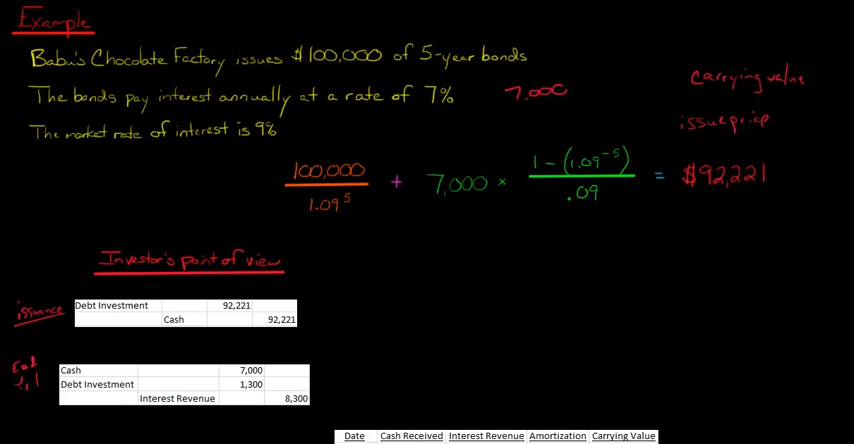 Example
Babu's Chocolate Factory issues $100,000 of 5-year bonds
The bonds pay interest annually at a rate of 7% 7,000
carrying value
The market rate of interest is 9%
issue price
100,000 / 1.09^5 + 7,000 × 1 - (1.09^-5) / .09 = $92,221
Investor's point of view
issuance
Debt Investment 92,221
Cash 92,221
End
Cash 7,000
Debt Investment 1,300
Interest Revenue 8,300
Date Cash Received Interest Revenue Amortization Carrying Value